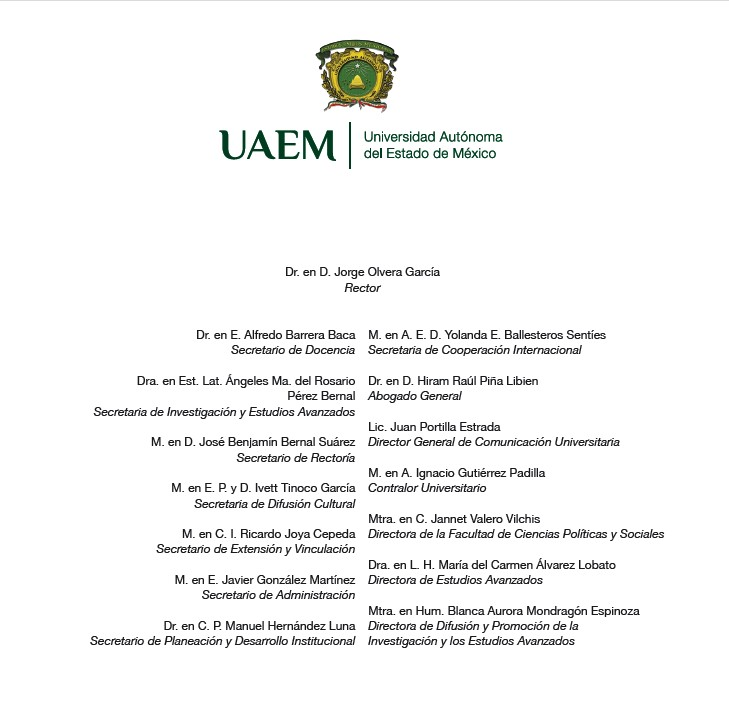 UAEM
Universidad Autónoma
del Estado de México
Dr. en D. Jorge Olvera García
Rector
Dr. en E. Alfredo Barrera Baca
Secretario de Docencia
Dra. en Est. Lat. Ángeles Ma. del Rosario
Pérez Bernal
Secretaria de Investigación y Estudios Avanzados
M. en D. José Benjamín Bernal Suárez
Secretario de Rectoría
M. en E. P. y D. Ivett Tinoco García
Secretaria de Difusión Cultural
M. en C. I. Ricardo Joya Cepeda
Secretario de Extensión y Vinculación
M. en E. Javier González Martínez
Secretario de Administración
Dr. en C. P. Manuel Hernández Luna
Secretario de Planeación y Desarrollo Institucional
M. en A. E. D. Yolanda E. Ballesteros Sentíes
Secretaria de Cooperación Internacional
Dr. en D. Hiram Raúl Piña Libien
Abogado General
Lic. Juan Portilla Estrada
Director General de Comunicación Universitaria
M. en A. Ignacio Gutiérrez Padilla
Contralor Universitario
Mtra. en C. Jannet Valero Vilchis
Directora de la Facultad de Ciencias Políticas y Sociales
Dra. en L. H. María del Carmen Álvarez Lobato
Directora de Estudios Avanzados
Mtra. en Hum. Blanca Aurora Mondragón Espinoza
Directora de Difusión y Promoción de la
Investigación y los Estudios Avanzados